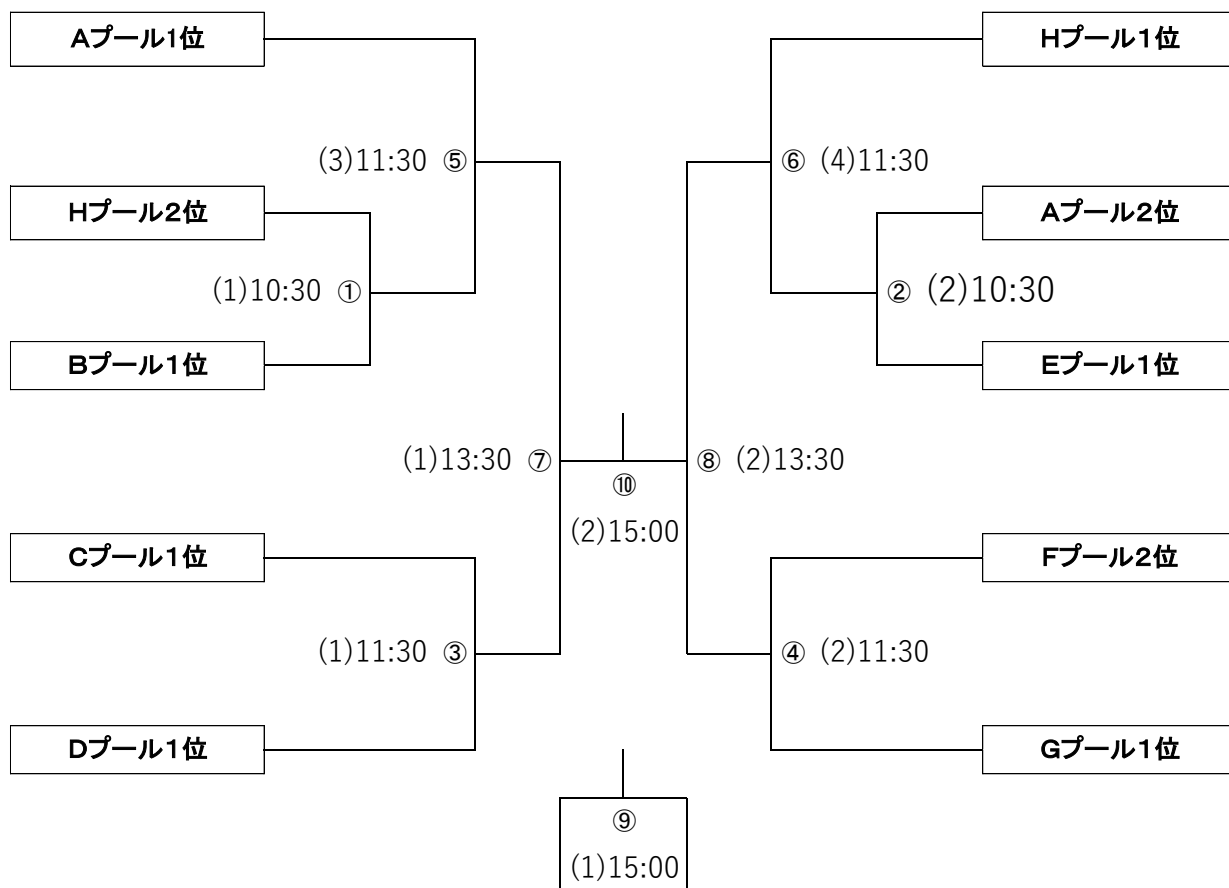 Aプール1位
Hプール1位
(3)11:30 ⑤
⑥ (4)11:30
Hプール2位
Aプール2位
(1)10:30 ①
② (2)10:30
Bプール1位
Eプール1位
(1)13:30 ⑦
⑧ (2)13:30
⑩
(2)15:00
Cプール1位
Fプール2位
(1)11:30 ③
④ (2)11:30
Dプール1位
Gプール1位
⑨
(1)15:00